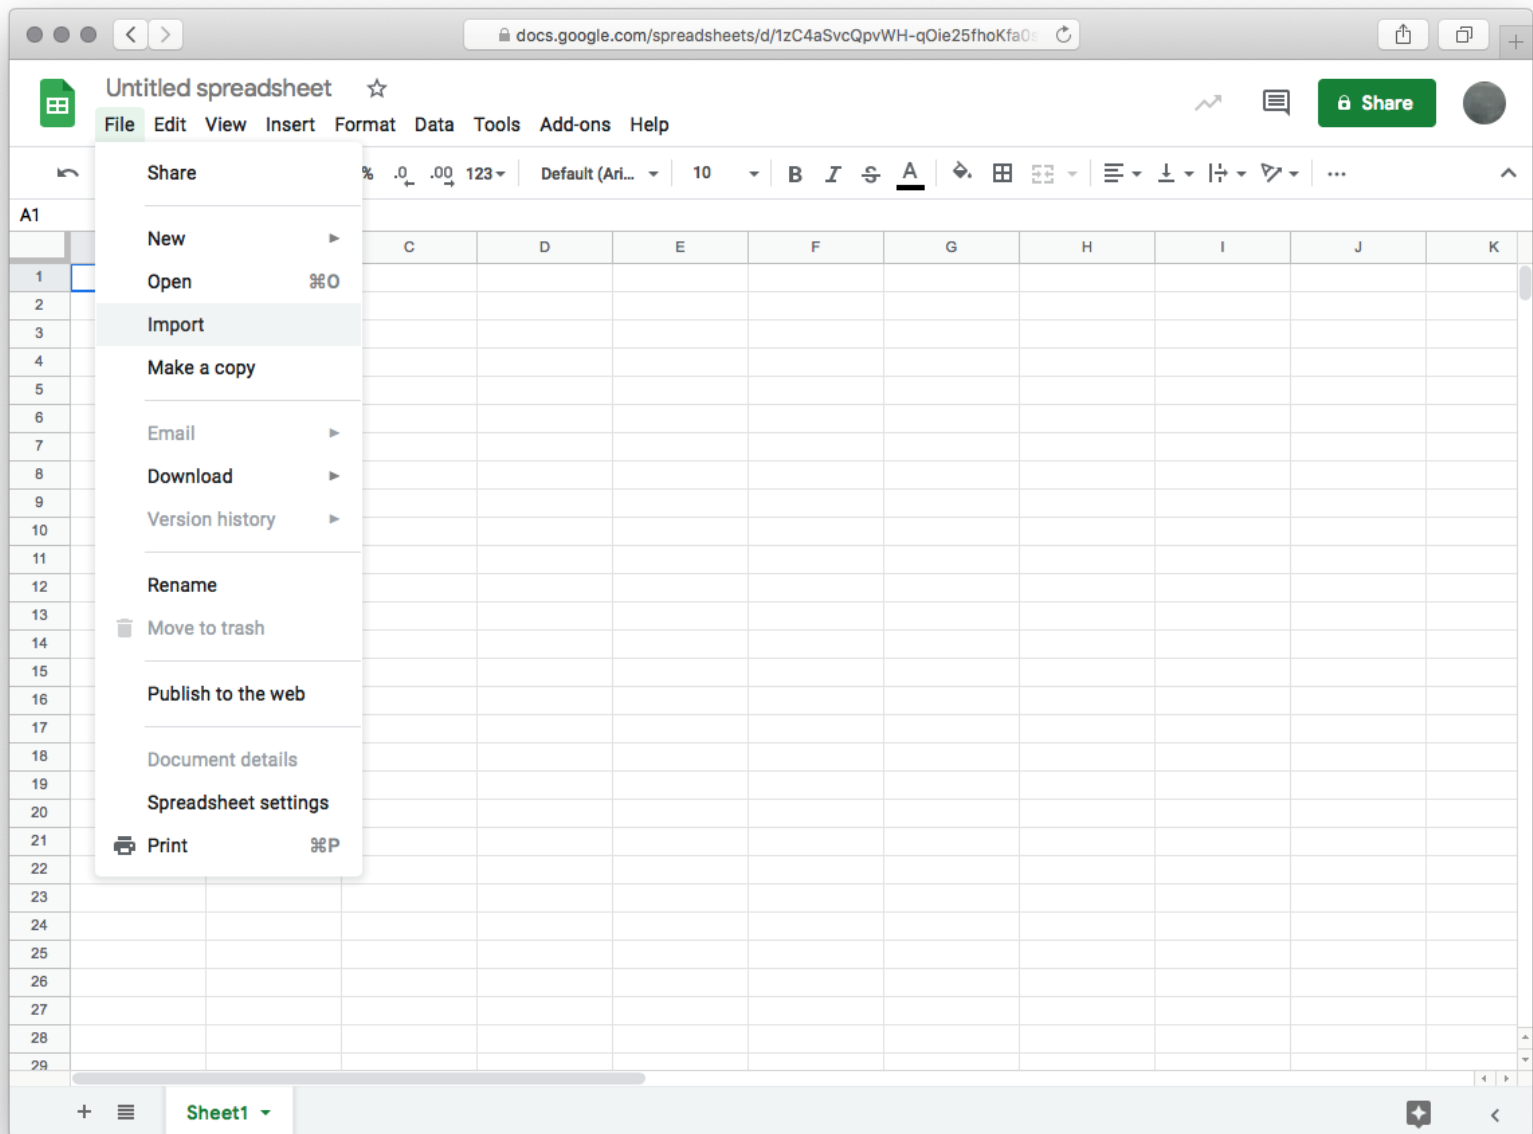 docs.google.com/spreadsheets/d/1zC4aSvcQpvWH-qOie25fhoKfa0
Untitled spreadsheet
Share
File Edit View Insert Format Data Tools Add-ons Help
% .0 .00 123 Default (Ari... 10 B I S A ...
A1
C D E F G H I J K
Share
New
Open ⌘O
Import
Make a copy
Email
Download
Version history
Rename
Move to trash
Publish to the web
Document details
Spreadsheet settings
Print ⌘P
1
2
3
4
5
6
7
8
9
10
11
12
13
14
15
16
17
18
19
20
21
22
23
24
25
26
27
28
29
Sheet1